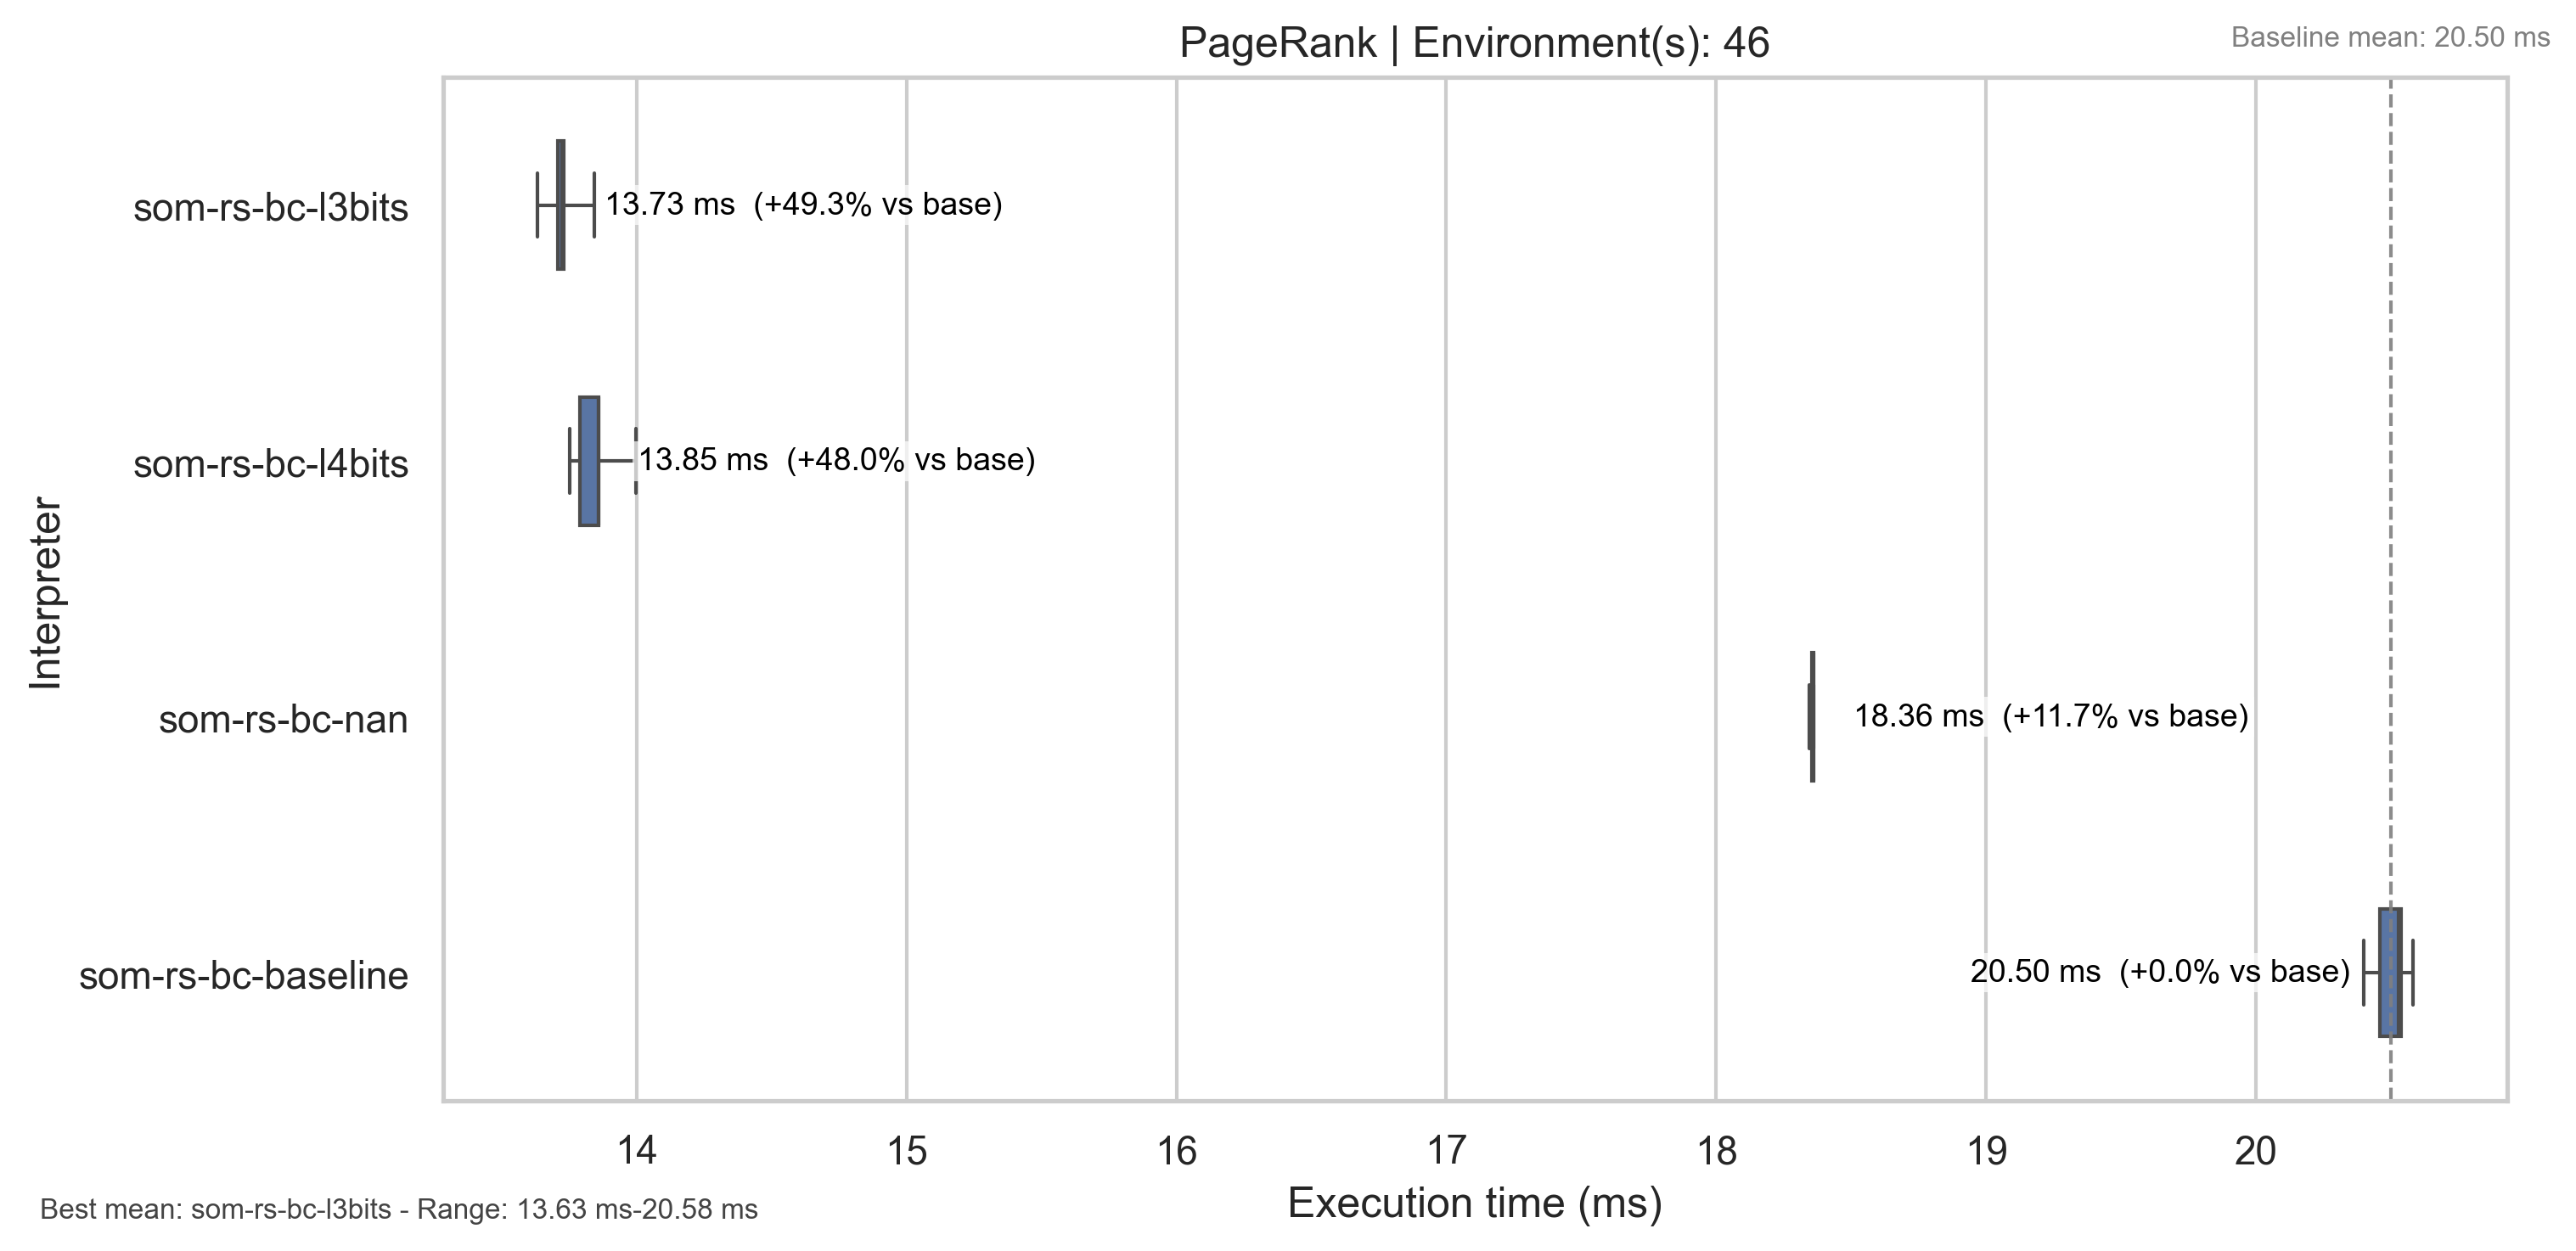 PageRank | Environment(s): 46
Baseline mean: 20.50 ms
Interpreter
som-rs-bc-l3bits
13.73 ms (+49.3% vs base)
som-rs-bc-l4bits
13.85 ms (+48.0% vs base)
som-rs-bc-nan
18.36 ms (+11.7% vs base)
som-rs-bc-baseline
20.50 ms (+0.0% vs base)
14 15 16 17 18 19 20
Execution time (ms)
Best mean: som-rs-bc-l3bits - Range: 13.63 ms-20.58 ms